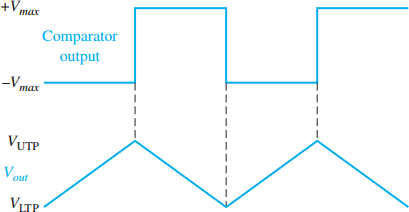 +Vmax
Comparator
output
−Vmax
VUTP
Vout
VLTP